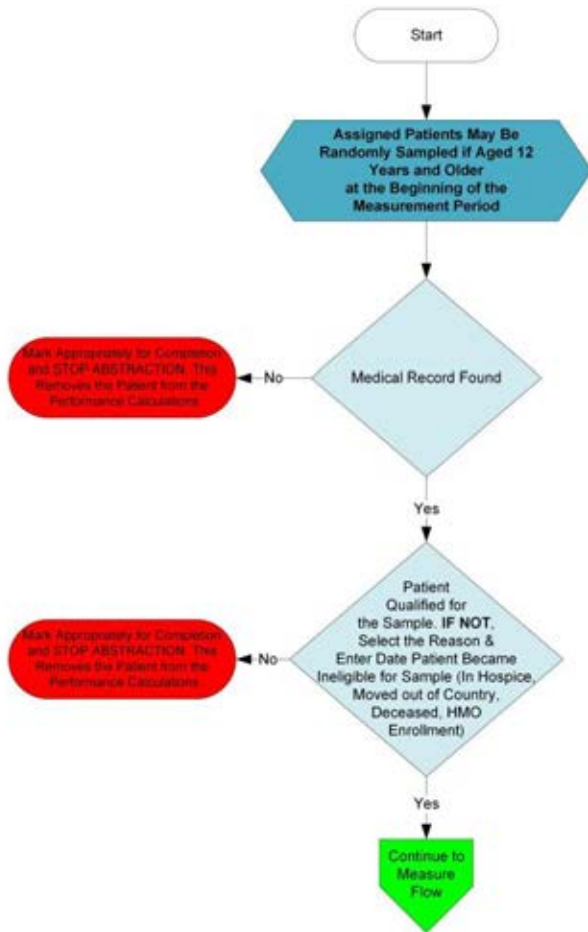 Start
Assigned Patients May Be
Randomly Sampled if Aged 12
Years and Older
at the Beginning of the
Measurement Period
Mark Appropriately for Completion
and STOP ABSTRACTION. This
Removes the Patient from the
Performance Calculations
No
Medical Record Found
Yes
Patient
Qualified for
the Sample. IF NOT,
Select the Reason &
Enter Date Patient Became
Ineligible for Sample (In Hospice,
Moved out of Country,
Deceased, HMO
Enrollment)
Mark Appropriately for Completion
and STOP ABSTRACTION. This
Removes the Patient from the
Performance Calculations
No
Yes
Continue to
Measure
Flow